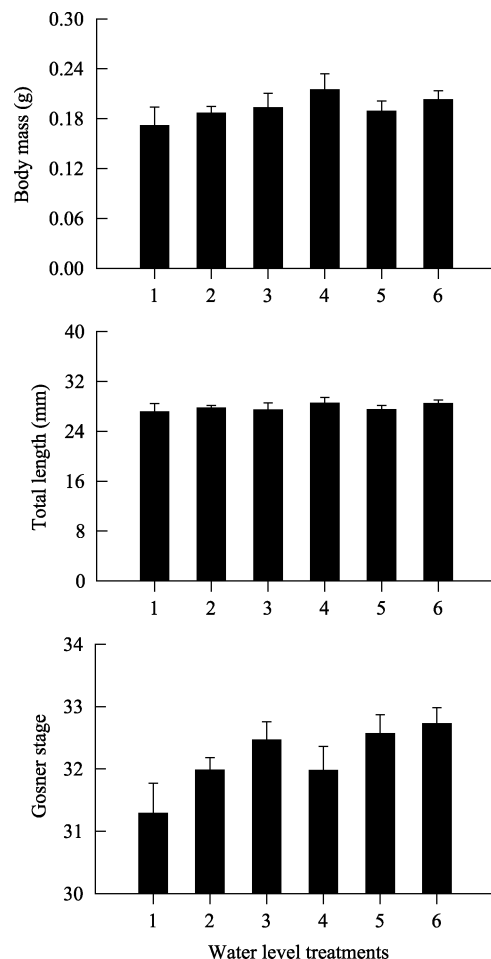 0.30
0.24
0.18
0.12
0.06
0.00
Body mass (g)
1 2 3 4 5 6
40
32
24
16
8
0
Total length (mm)
1 2 3 4 5 6
34
33
32
31
30
Gosner stage
1 2 3 4 5 6
Water level treatments